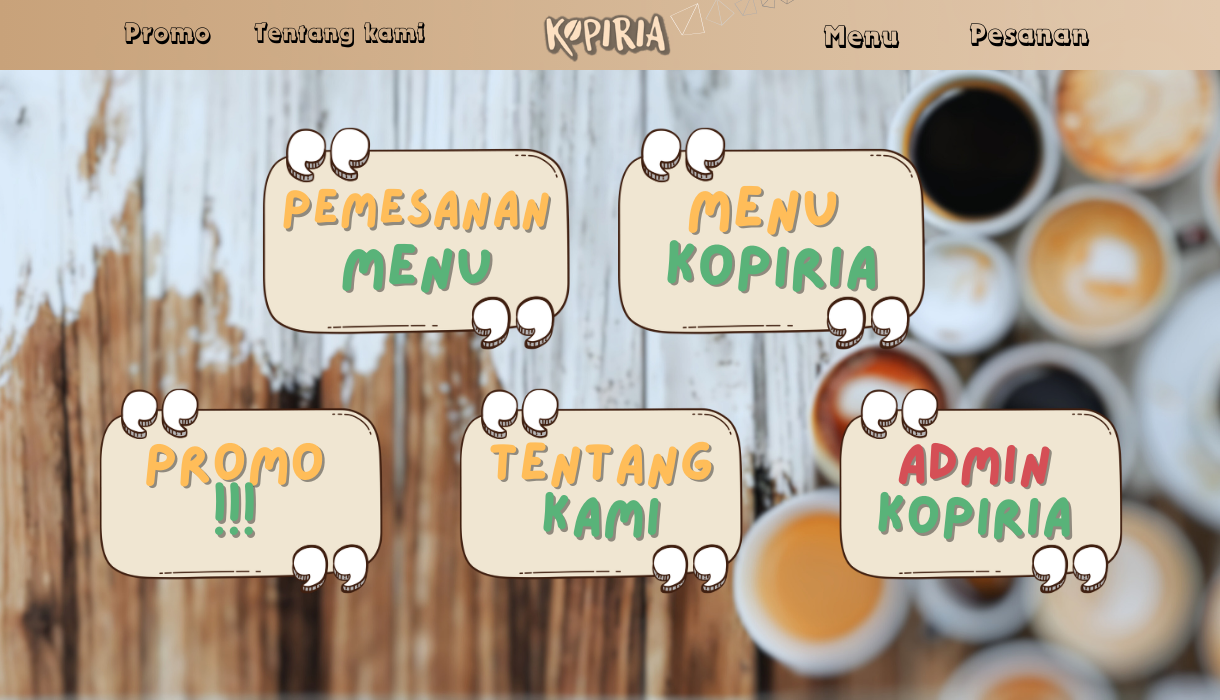 Promo
Tentang kami
KOPIRIA
Menu
Pesanan
PEMESANAN
MENU
MENU
KOPIRIA
PROMO
!!!
TENTANG
KAMI
ADMIN
KOPIRIA